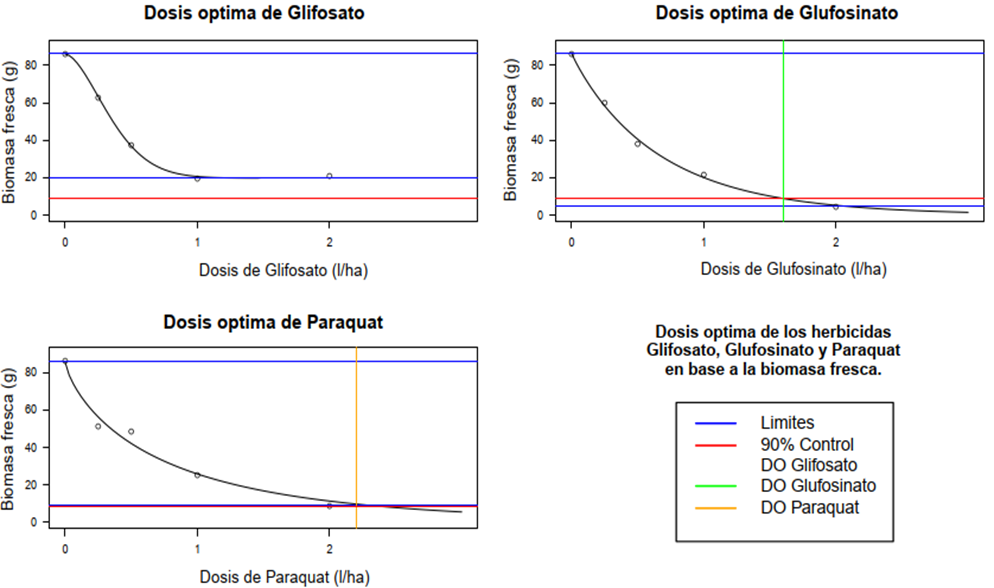 Dosis optima de Glifosato
Biomasa fresca (g)
80
60
40
20
0
0 1 2
Dosis de Glifosato (l/ha)
Dosis optima de Glufosinato
Biomasa fresca (g)
80
60
40
20
0
0 1 2
Dosis de Glufosinato (l/ha)
Dosis optima de Paraquat
Biomasa fresca (g)
80
60
40
20
0
0 1 2
Dosis de Paraquat (l/ha)
Dosis optima de los herbicidas
Glifosato, Glufosinato y Paraquat
en base a la biomasa fresca.
Limites
90% Control
DO Glifosato
DO Glufosinato
DO Paraquat